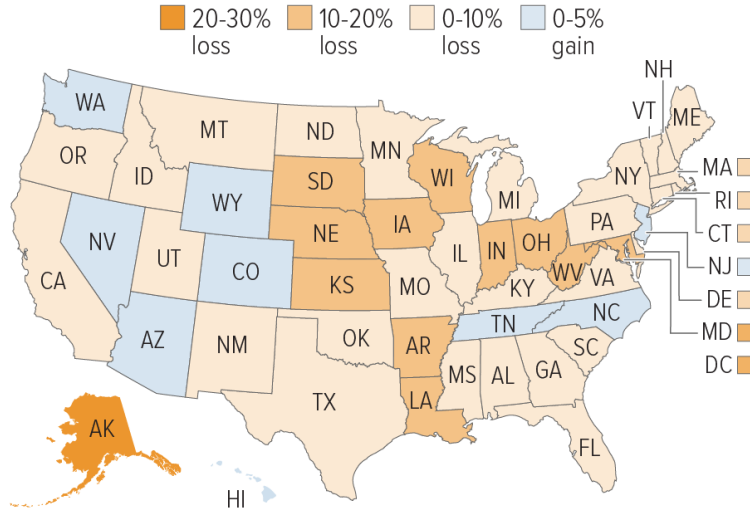 20-30% loss
10-20% loss
0-10% loss
0-5% gain
NH
VT
WA
ME
MT
ND
MN
OR
ID
SD
WI
NY
MA
MI
RI
WY
IA
PA
CT
NV
NE
IL
IN
OH
NJ
UT
CO
WV
VA
CA
KS
MO
KY
DE
NC
TN
MD
AZ
NM
OK
AR
SC
DC
MS
AL
GA
TX
LA
AK
FL
HI